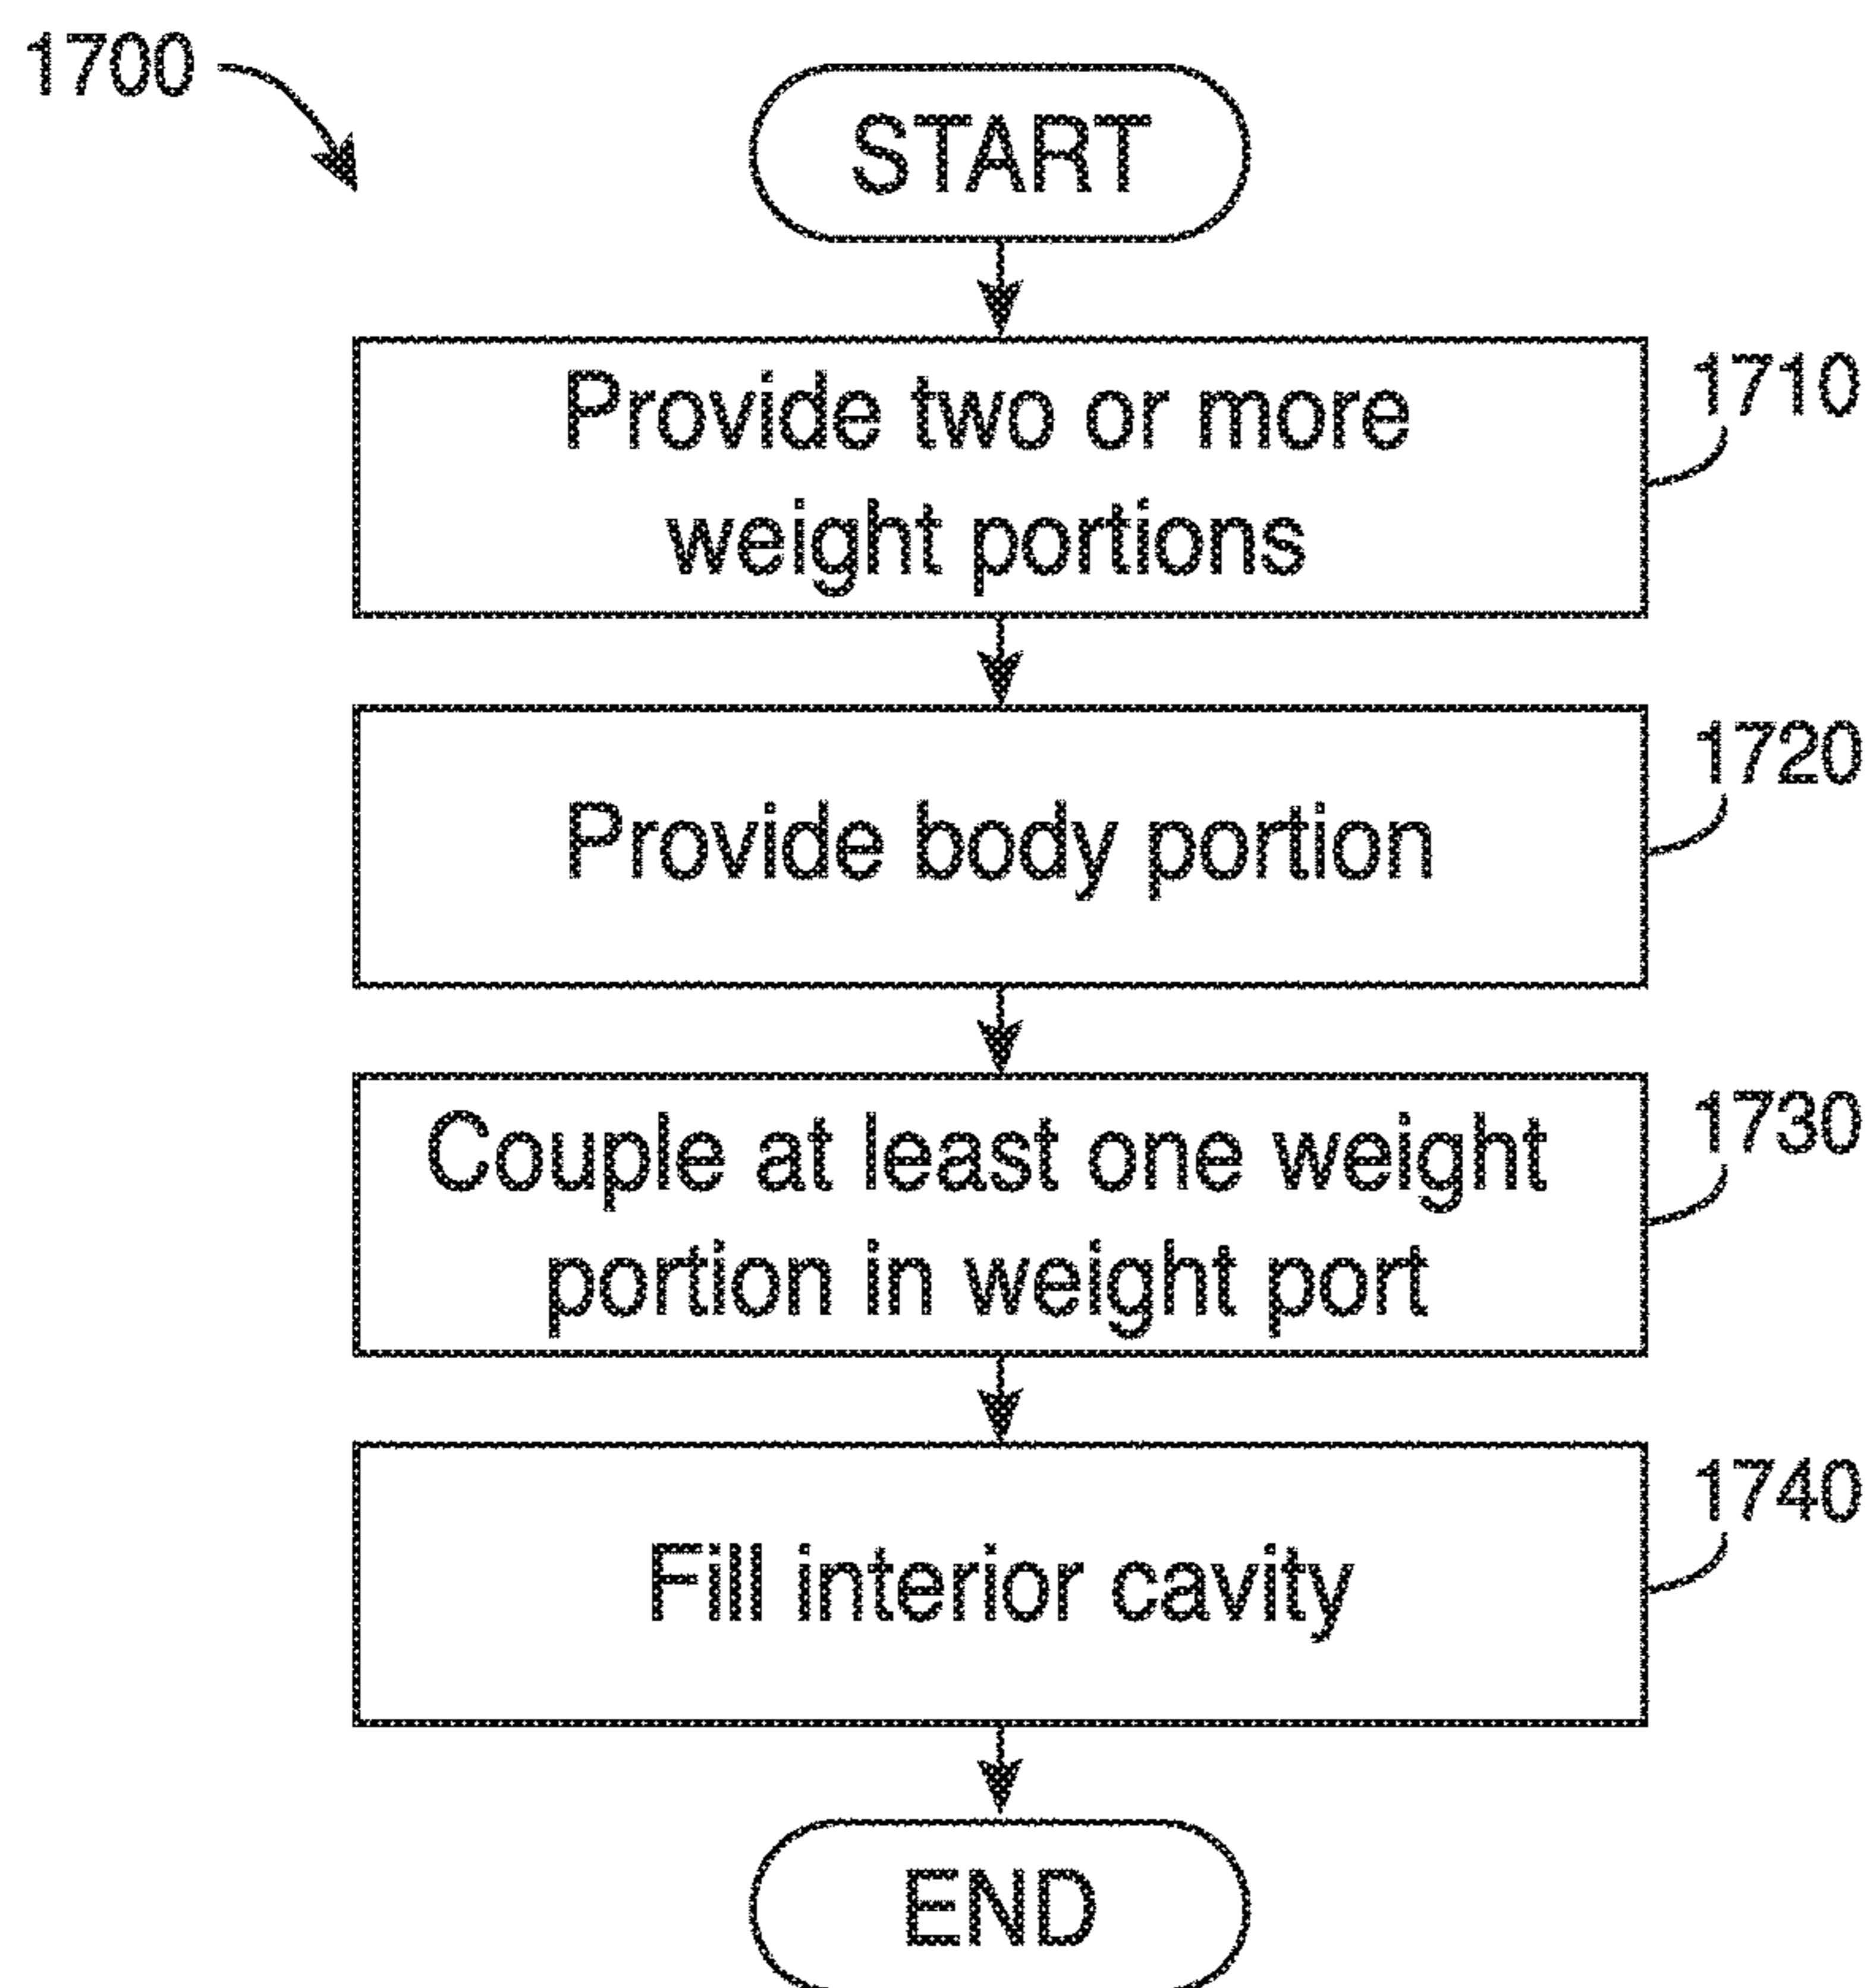 1700
START
Provide two or more
weight portions
1710
Provide body portion
1720
Couple at least one weight
portion in weight port
1730
Fill interior cavity
1740
END